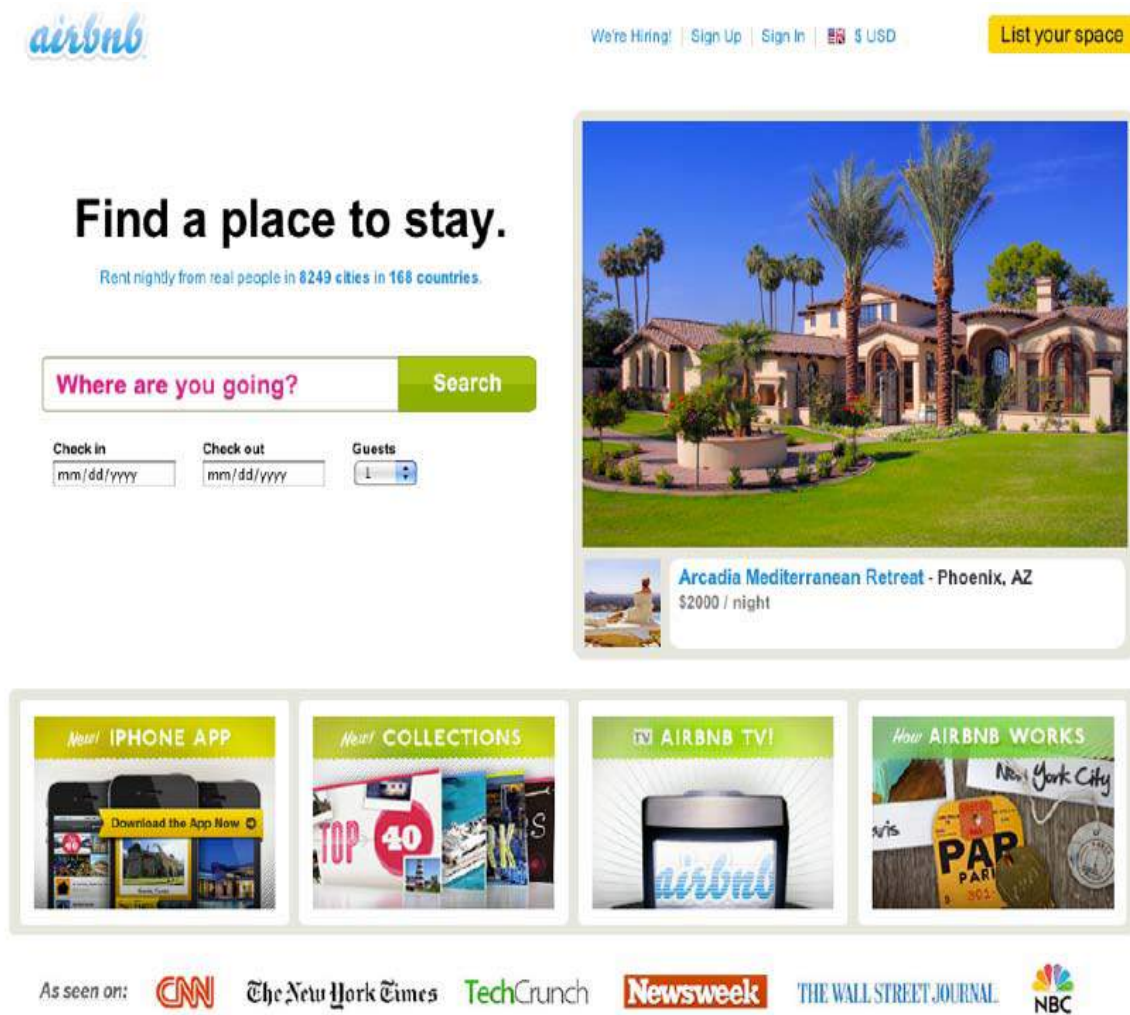 airbnb
We're Hiring! | Sign Up | Sign In | $ USD
List your space
Find a place to stay.
Rent nightly from real people in 8249 cities in 168 countries.
Where are you going?
Search
Check in
Check out
Guests
mm/dd/yyyy
mm/dd/yyyy
1
Arcadia Mediterranean Retreat - Phoenix, AZ
$2000 / night
New! IPHONE APP
Download the App Now
New! COLLECTIONS
TOP 40
TV AIRBNB TV!
airbnb
How AIRBNB WORKS
New York City
PAR
PARI
301
As seen on:
CNN
The New York Times
TechCrunch
Newsweek
THE WALL STREET JOURNAL.
NBC